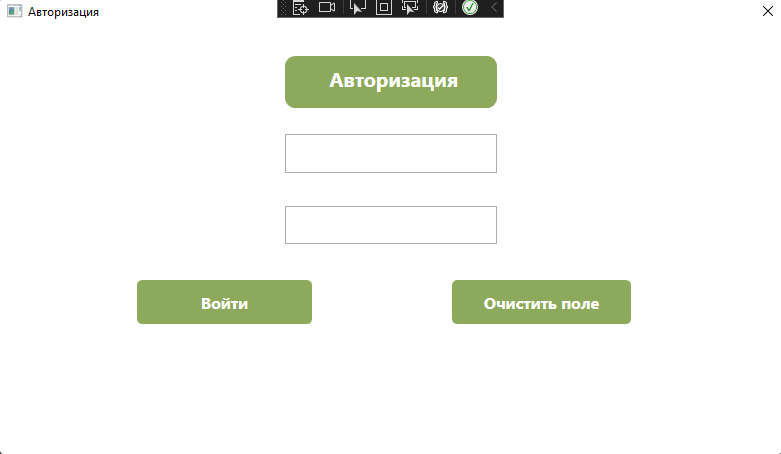 Авторизация
Авторизация
Войти
Очистить поле